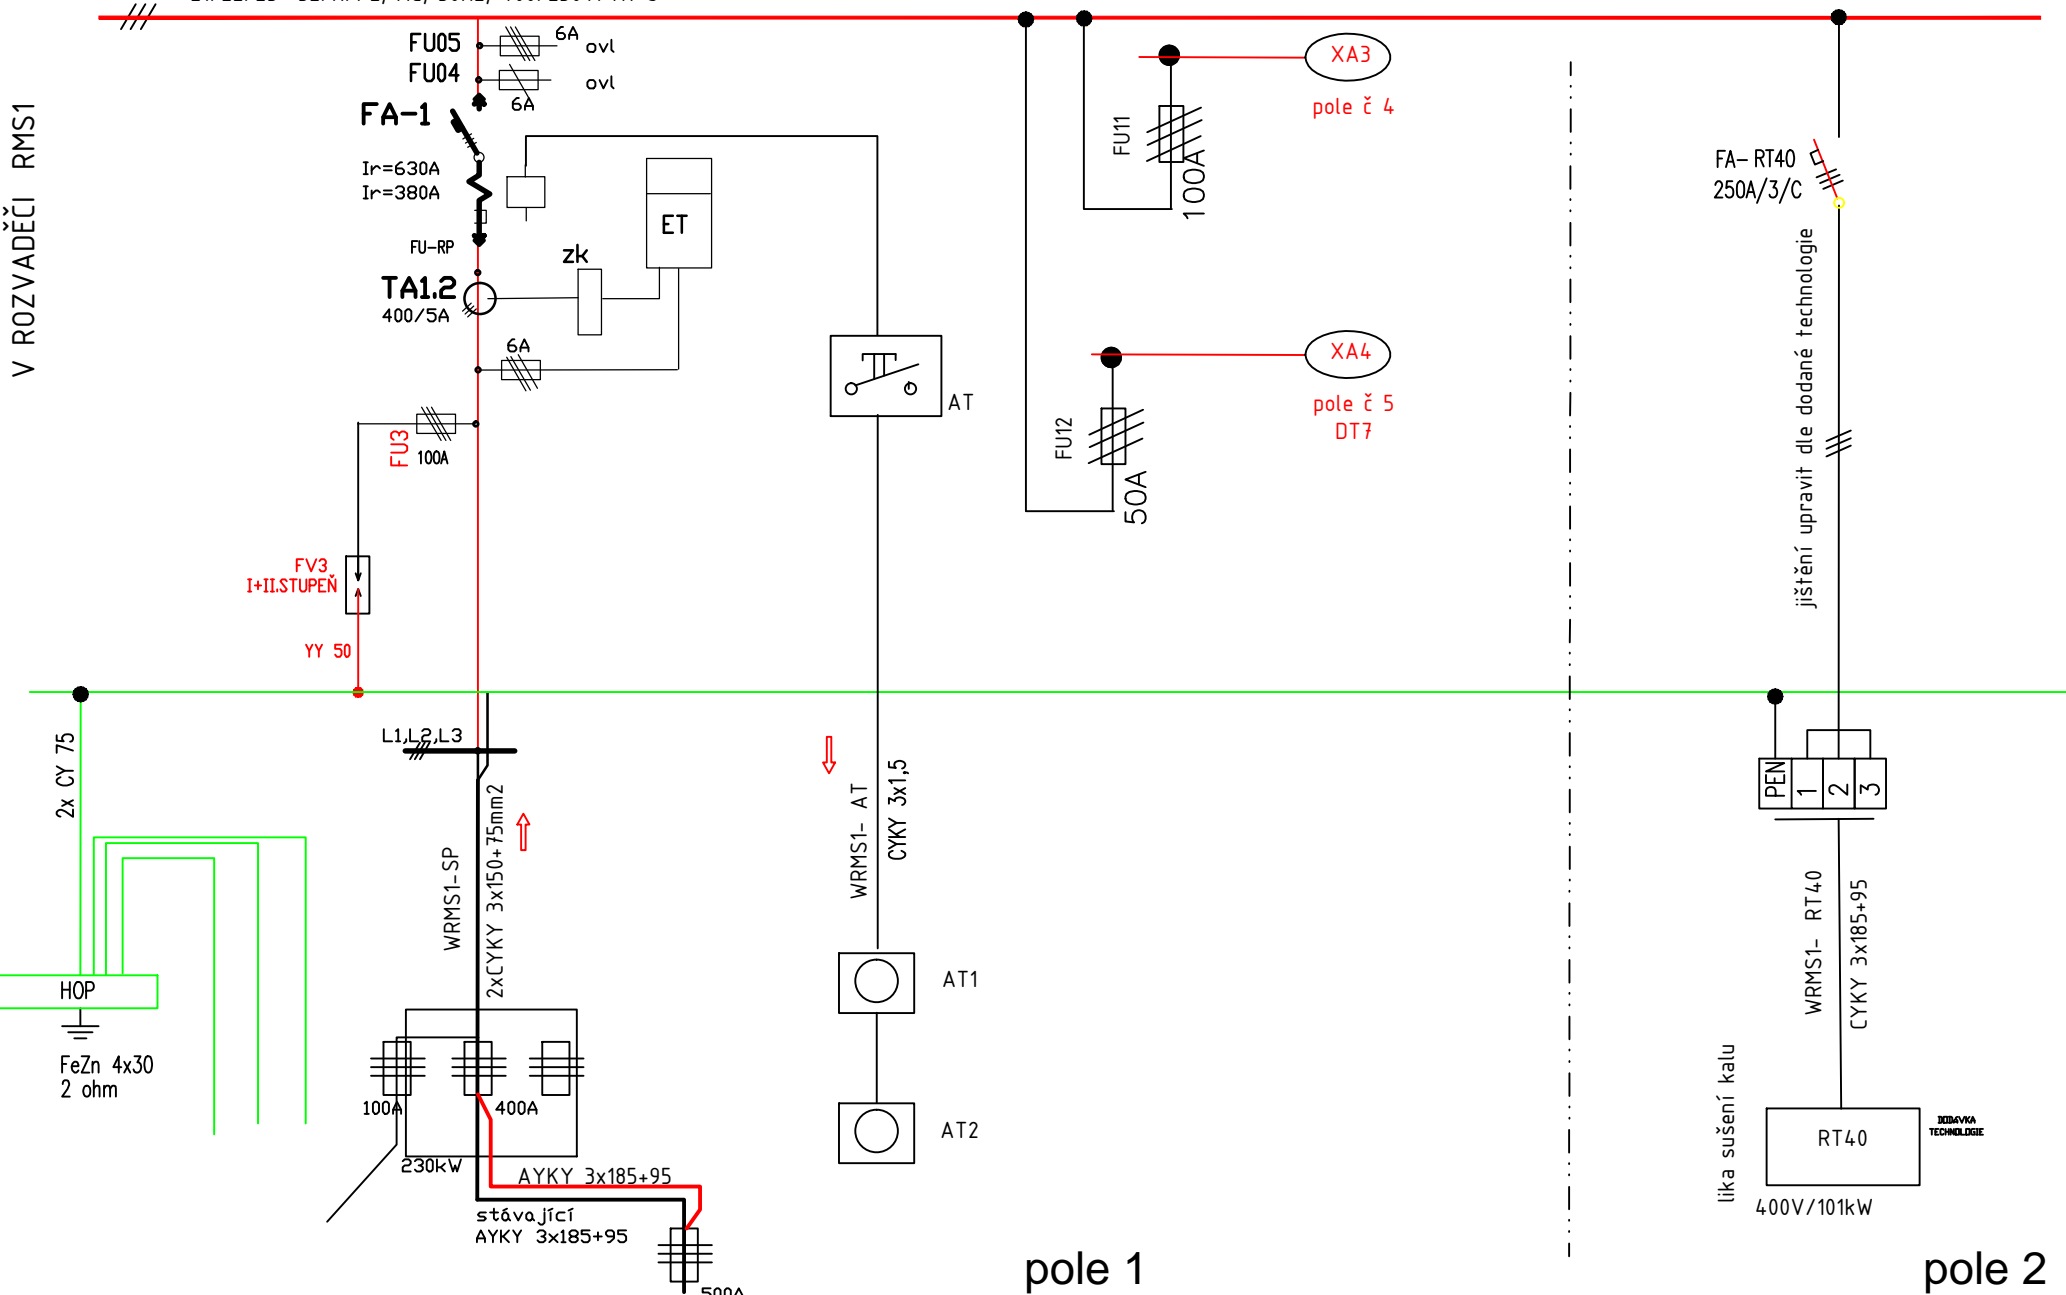 V ROZVADĚČI RMS1
FU05
6A
ovl
FU04
6A
ovl
FA-1
Ir=630A
Ir=380A
FU-RP
TA1.2
400/5A
zk
ET
6A
FU3
100A
FV3
I+II.STUPEŇ
YY 50
AT
FU11
100A
XA3
pole č 4
FU12
50A
XA4
pole č 5
DT7
FA- RT40
250A/3/C
jištění upravit dle dodané technologie
2x CY 75
HOP
FeZn 4x30
2 ohm
L1,L2,L3
WRMS1-SP
2xCYKY 3x150+75mm2
100A
400A
230kW
AYKY 3x185+95
stávající
AYKY 3x185+95
500A
WRMS1- AT
CYKY 3x1,5
AT1
AT2
PEN
1
2
3
WRMS1- RT40
CYKY 3x185+95
lika sušení kalu
RT40
DODÁVKA
TECHNOLOGIE
400V/101kW
pole 1
pole 2